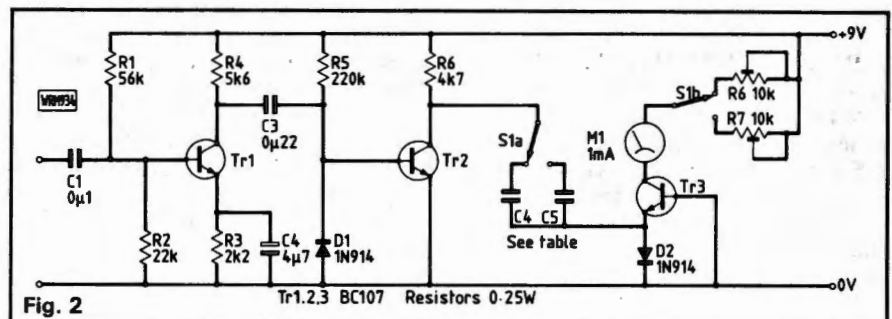 +9V
R1
56k
R4
5k6
R5
220k
R6
4k7
S1b
R6 10k
R7 10k
WRM934
C3
0µ22
S1a
M1
1mA
C1
0µ1
Tr1
Tr2
Tr3
C4
C5
See table
R2
22k
R3
2k2
C4
4µ7
D1
1N914
D2
1N914
0V
Fig. 2
Tr1.2,3 BC107 Resistors 0·25W